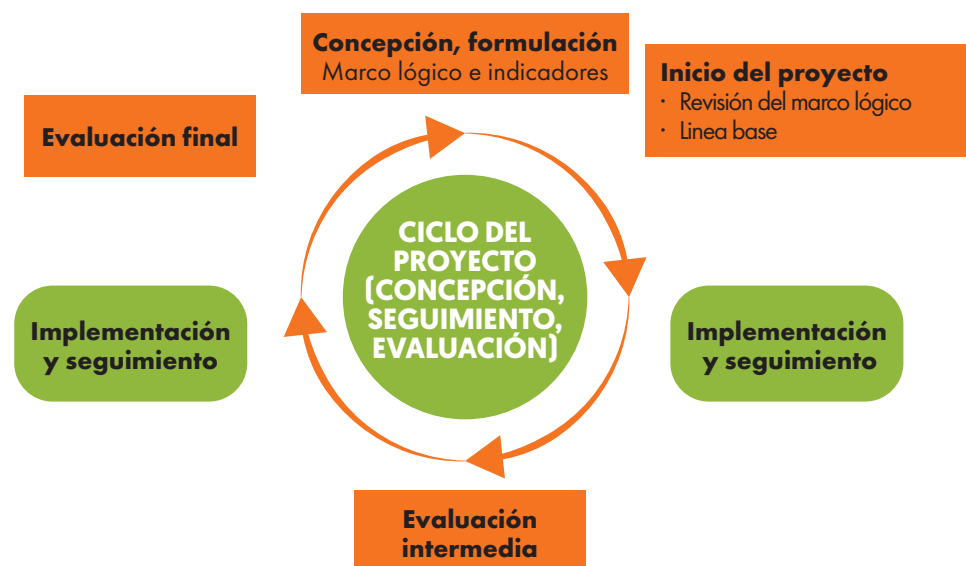 Concepción, formulación
Marco lógico e indicadores
Inicio del proyecto
· Revisión del marco lógico
· Linea base
Evaluación final
CICLO DEL
PROYECTO
(CONCEPCIÓN,
SEGUIMIENTO,
EVALUACIÓN)
Implementación
y seguimiento
Implementación
y seguimiento
Evaluación
intermedia